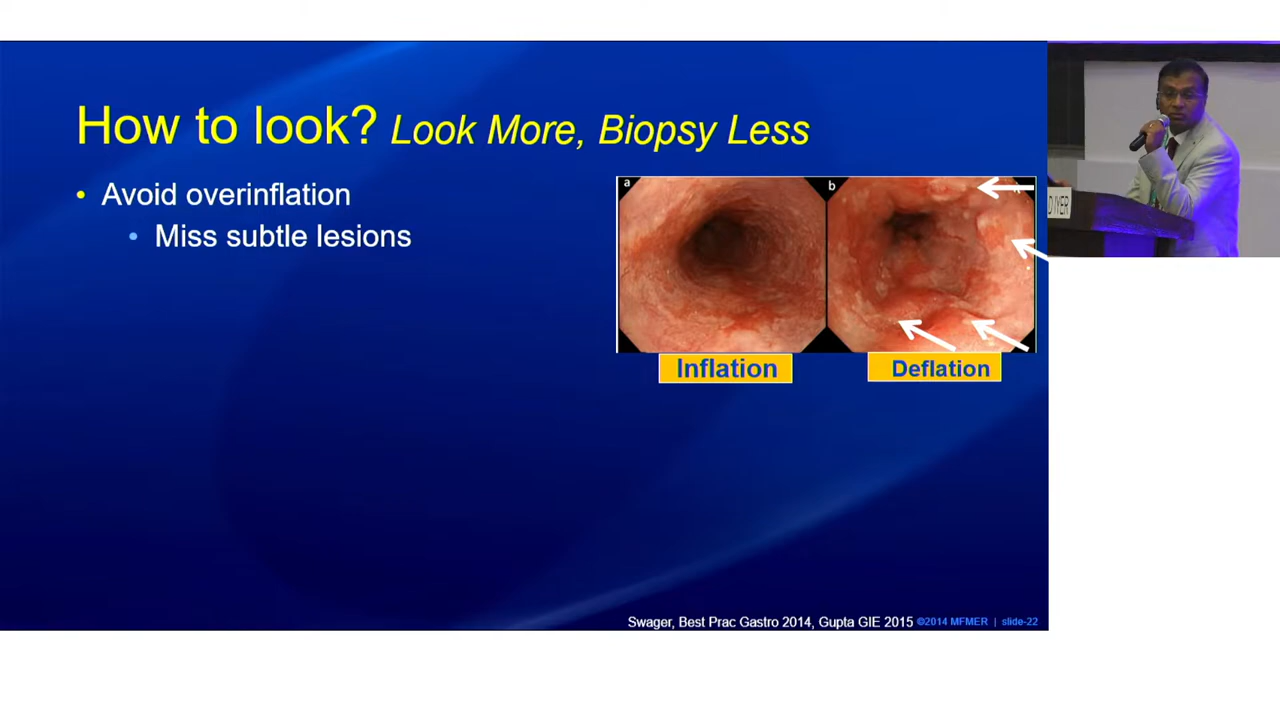 How to look? Look More, Biopsy Less
• Avoid overinflation
• Miss subtle lesions
a
b
Inflation
Deflation
DIYER
Swager, Best Prac Gastro 2014, Gupta GIE 2015 ©2014 MFMER | slide-22